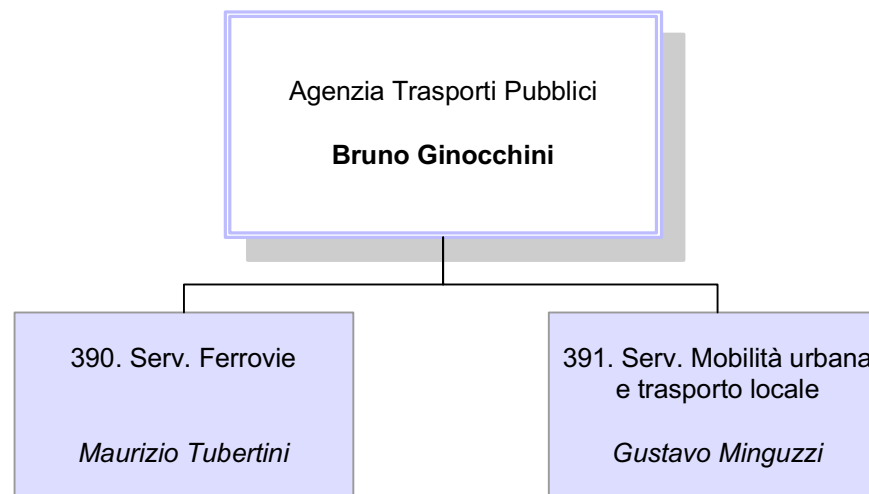 Agenzia Trasporti Pubblici
Bruno Ginocchini
390. Serv. Ferrovie
Maurizio Tubertini
391. Serv. Mobilità urbana
e trasporto locale
Gustavo Minguzzi